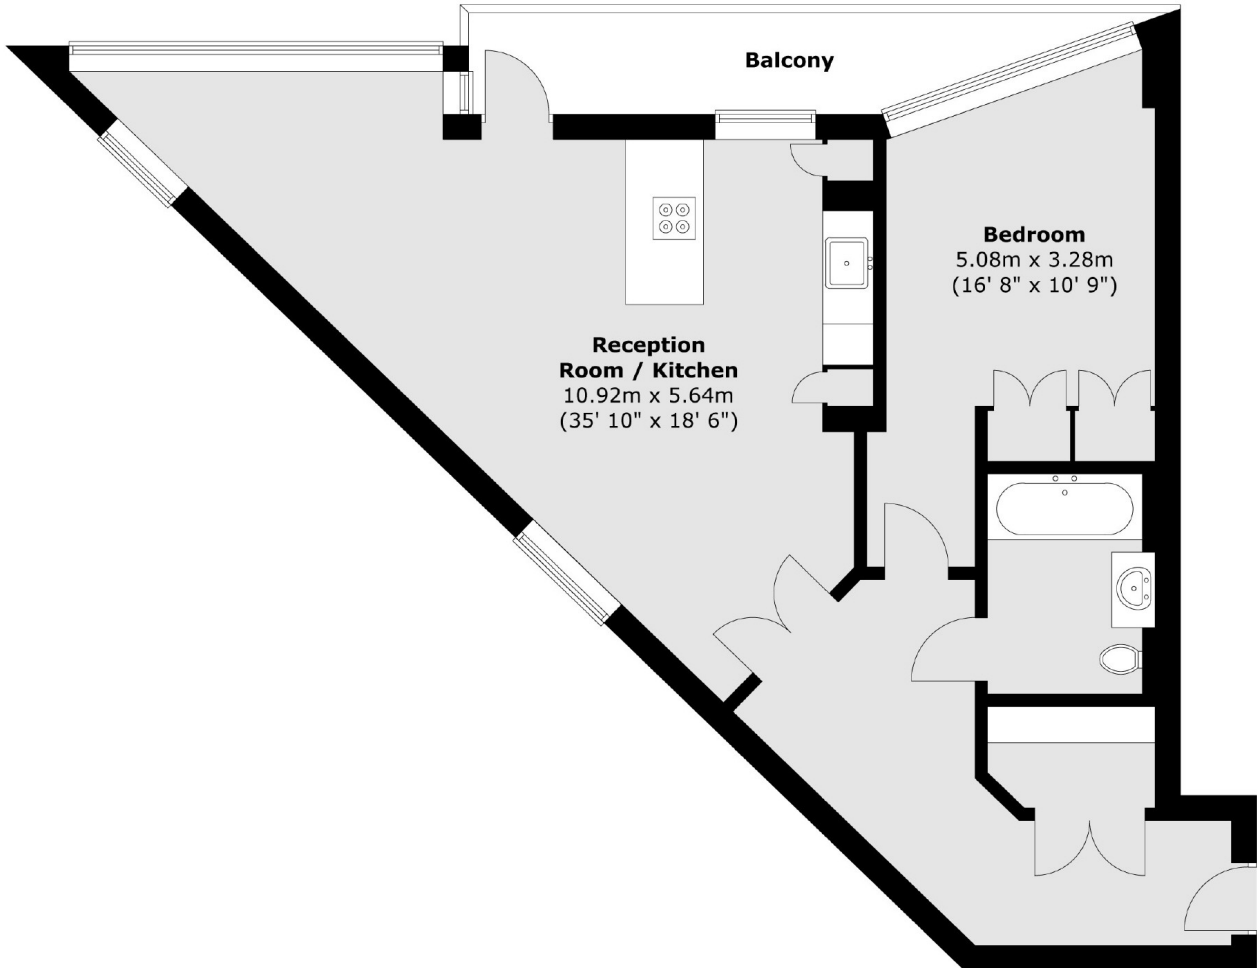 Balcony
Bedroom
5.08m x 3.28m
(16' 8" x 10' 9")
Reception
Room / Kitchen
10.92m x 5.64m
(35' 10" x 18' 6")